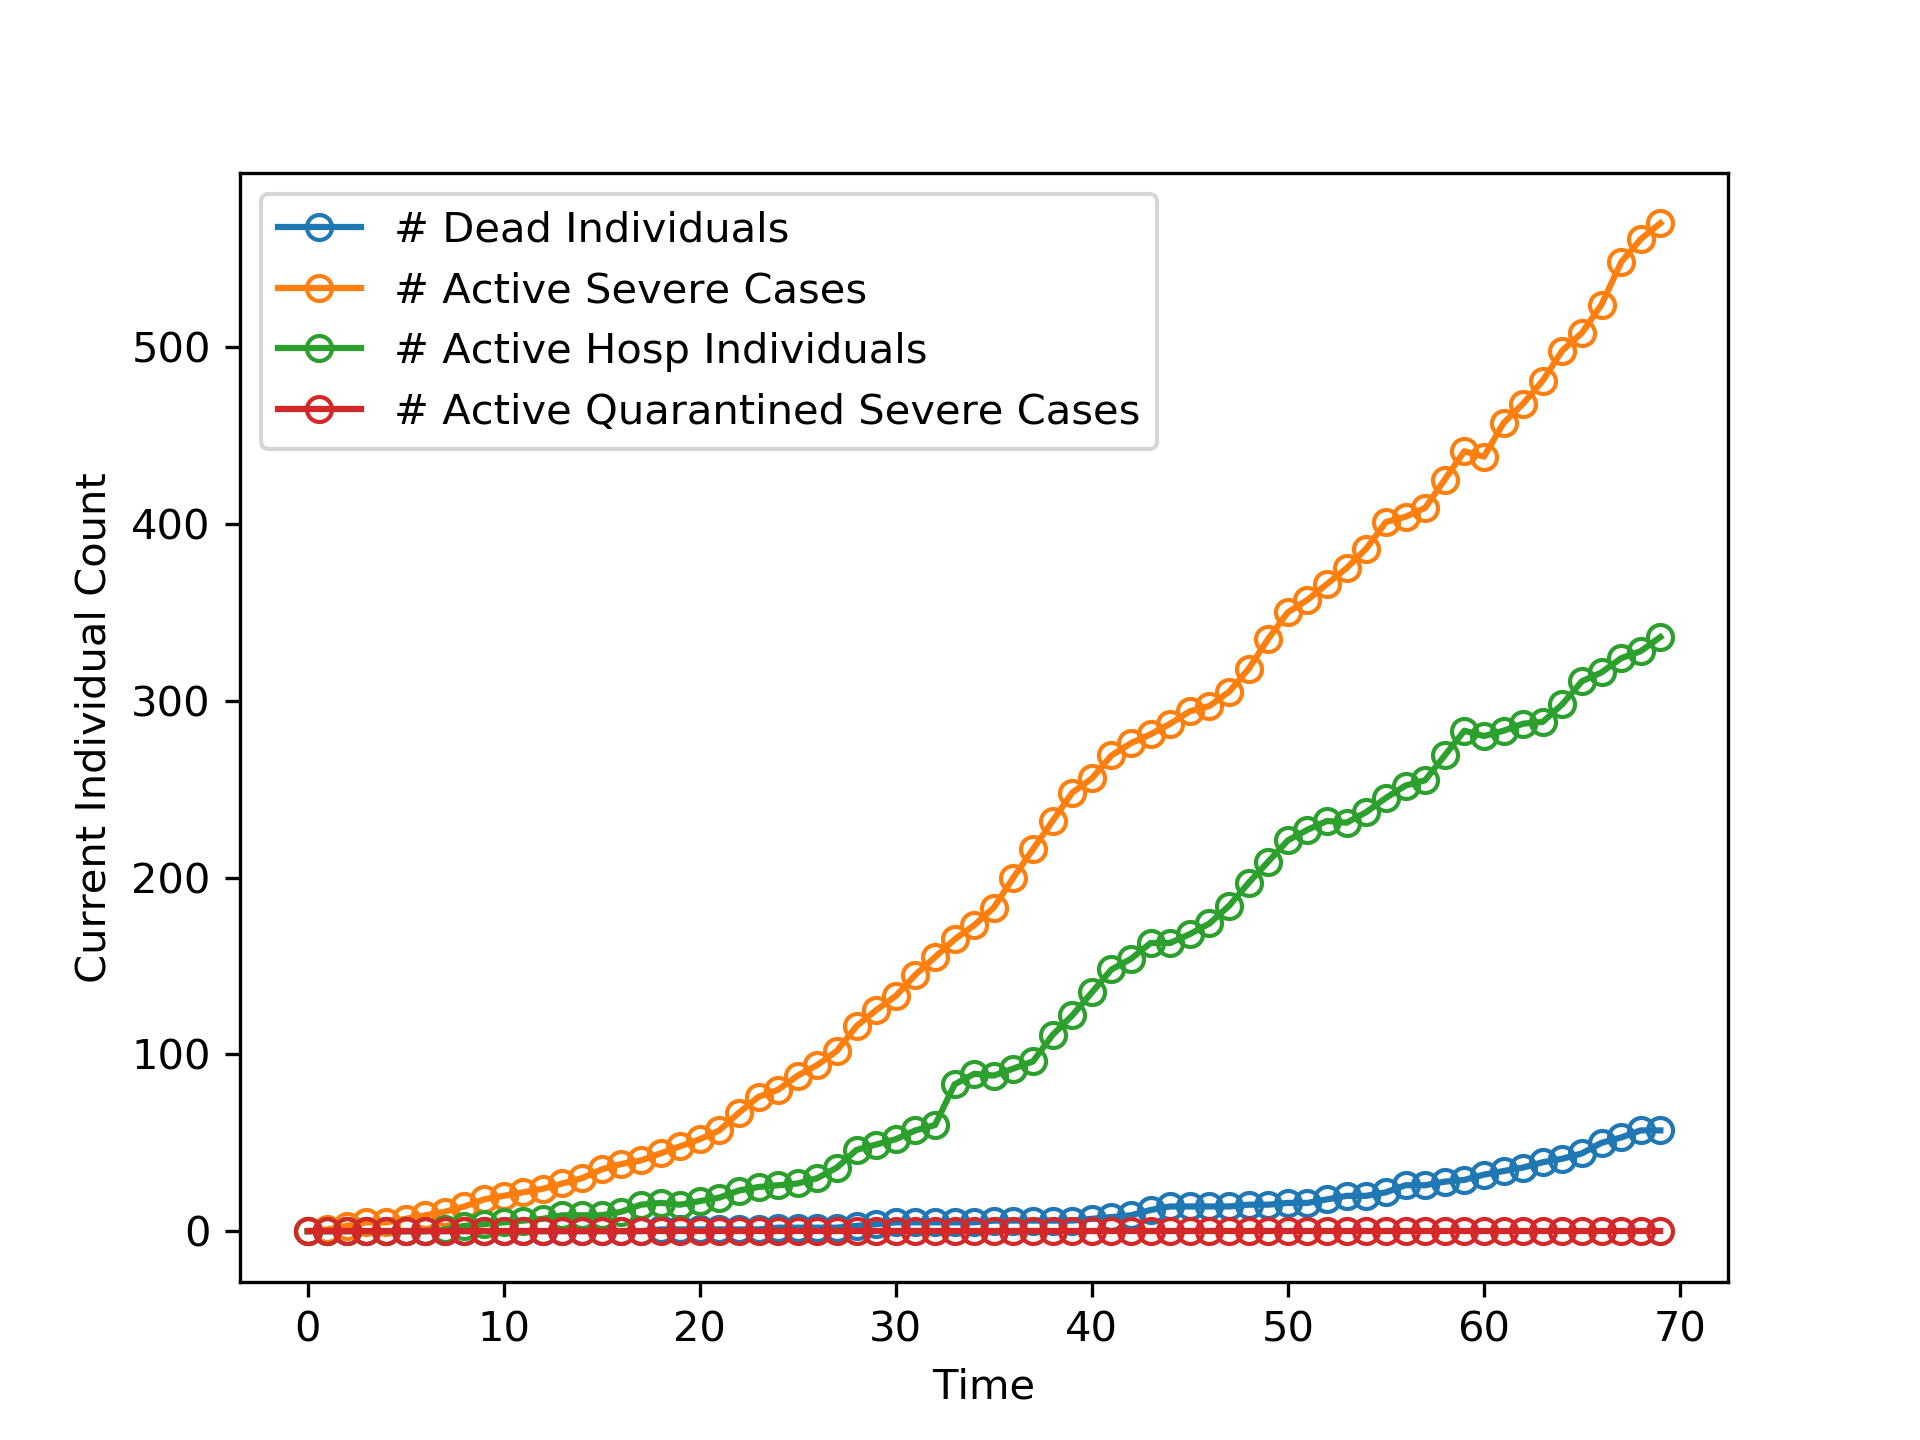 # Dead Individuals
# Active Severe Cases
# Active Hosp Individuals
# Active Quarantined Severe Cases
Current Individual Count
500
400
300
200
100
0
0 10 20 30 40 50 60 70
Time